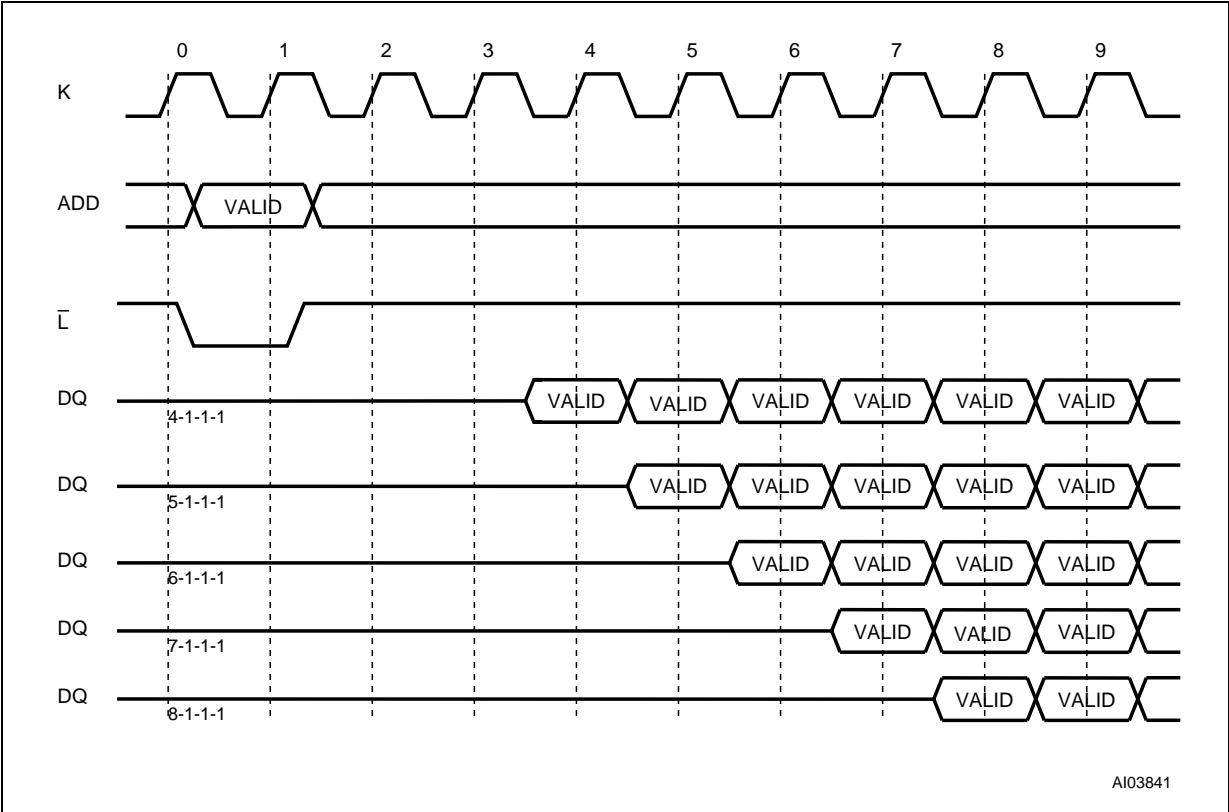 0 1 2 3 4 5 6 7 8 9
K
ADD VALID
L̅
DQ VALID VALID VALID VALID VALID VALID
4-1-1-1
DQ VALID VALID VALID VALID VALID
5-1-1-1
DQ VALID VALID VALID VALID
6-1-1-1
DQ VALID VALID VALID
7-1-1-1
DQ VALID VALID
8-1-1-1
AI03841